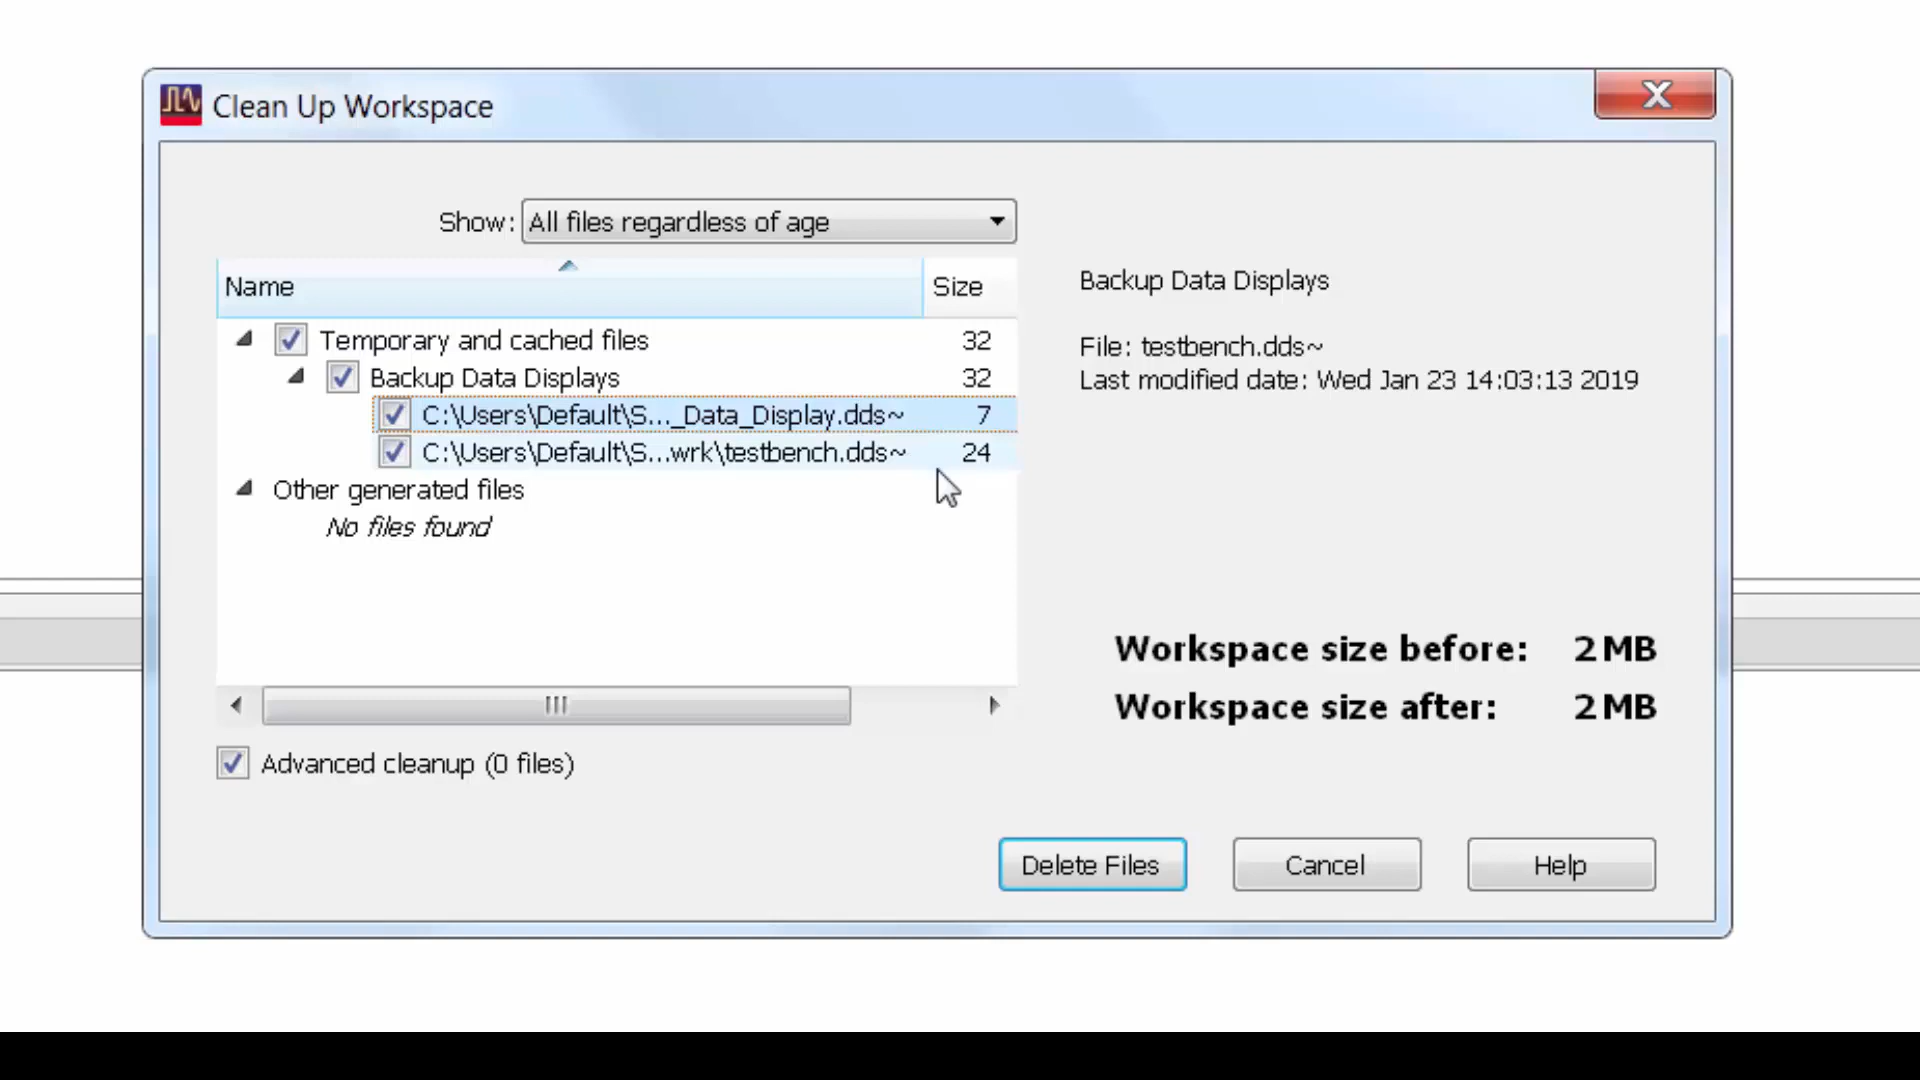 Clean Up Workspace
Show: All files regardless of age
Name Size
Temporary and cached files 32
Backup Data Displays 32
C:\Users\Default\S..._Data_Display.dds~ 7
C:\Users\Default\S...wrk\testbench.dds~ 24
Other generated files
No files found
Advanced cleanup (0 files)
Backup Data Displays
File: testbench.dds~
Last modified date: Wed Jan 23 14:03:13 2019
Workspace size before: 2 MB
Workspace size after: 2 MB
Delete Files Cancel Help